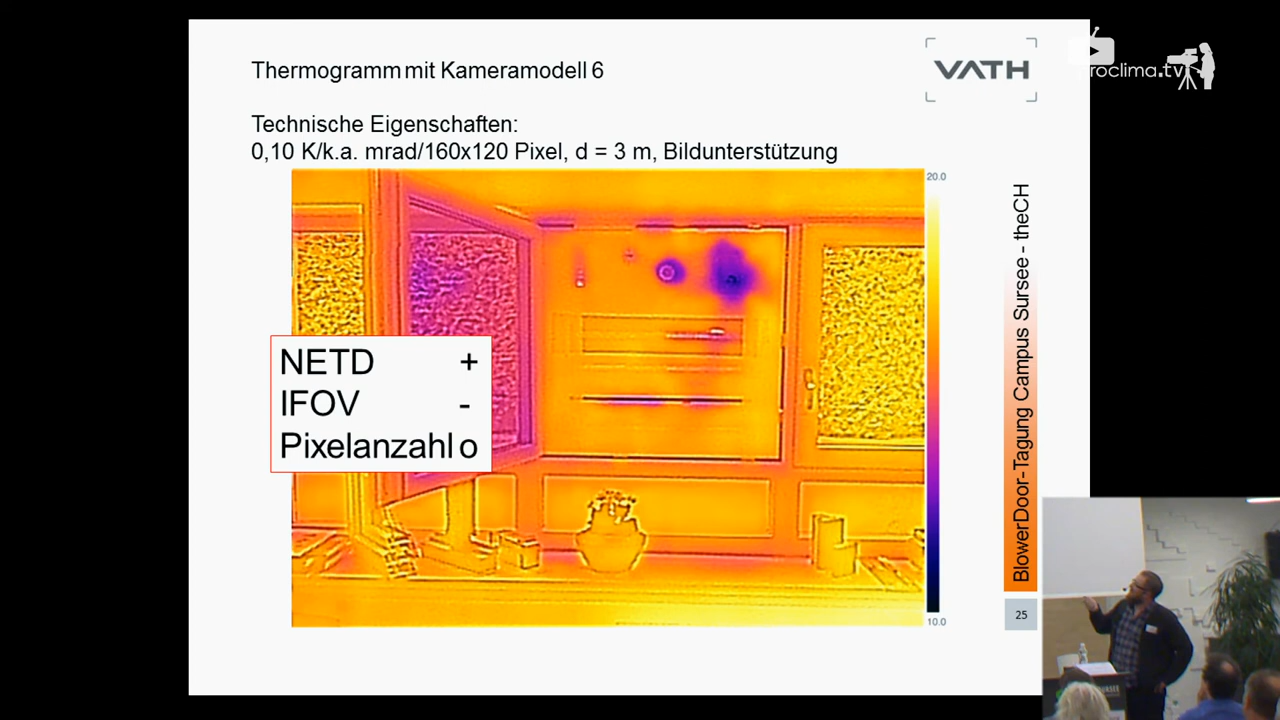 Thermogramm mit Kameramodell 6
VATH
proclima.tv
Technische Eigenschaften:
0,10 K/k.a. mrad/160x120 Pixel, d = 3 m, Bildunterstützung
20.0
NETD +
IFOV -
Pixelanzahl o
BlowerDoor-Tagung Campus Sursee - theCH
25
10.0